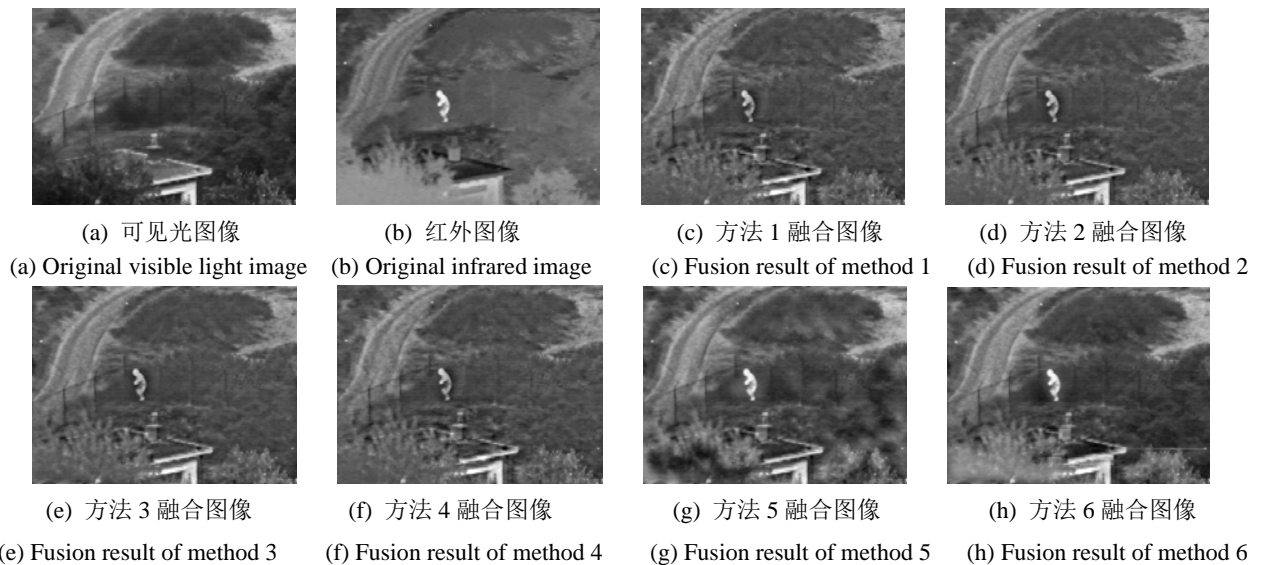 (a) 可见光图像
(b) 红外图像
(c) 方法 1 融合图像
(d) 方法 2 融合图像
(a) Original visible light image
(b) Original infrared image
(c) Fusion result of method 1
(d) Fusion result of method 2
(e) 方法 3 融合图像
(f) 方法 4 融合图像
(g) 方法 5 融合图像
(h) 方法 6 融合图像
(e) Fusion result of method 3
(f) Fusion result of method 4
(g) Fusion result of method 5
(h) Fusion result of method 6